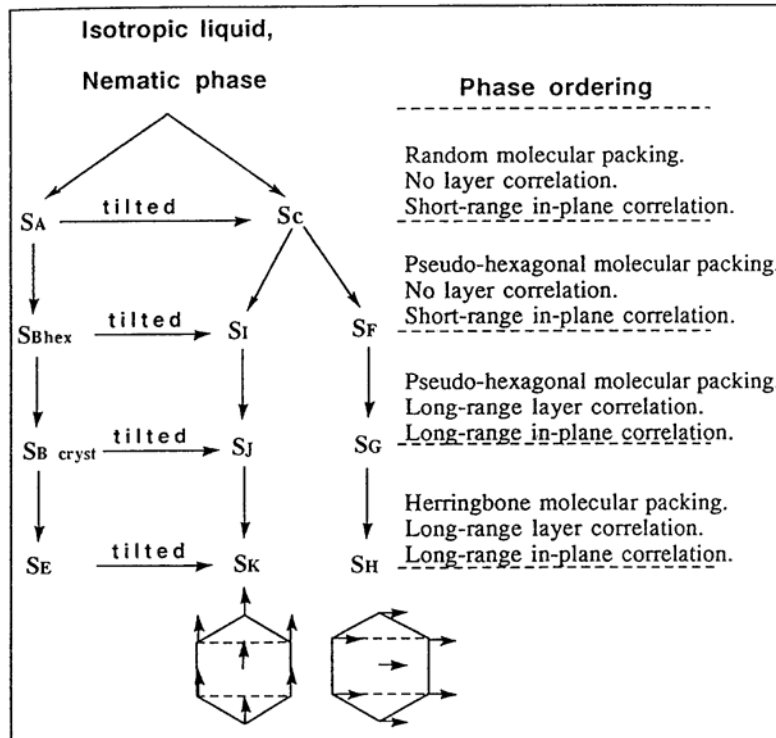 Isotropic liquid,
Nematic phase
Phase ordering
Random molecular packing.
No layer correlation.
Short-range in-plane correlation.
SA tilted SC
Pseudo-hexagonal molecular packing.
No layer correlation.
Short-range in-plane correlation.
SBhex tilted SI SF
Pseudo-hexagonal molecular packing.
Long-range layer correlation.
Long-range in-plane correlation.
SB cryst tilted SJ SG
Herringbone molecular packing.
Long-range layer correlation.
Long-range in-plane correlation.
SE tilted SK SH